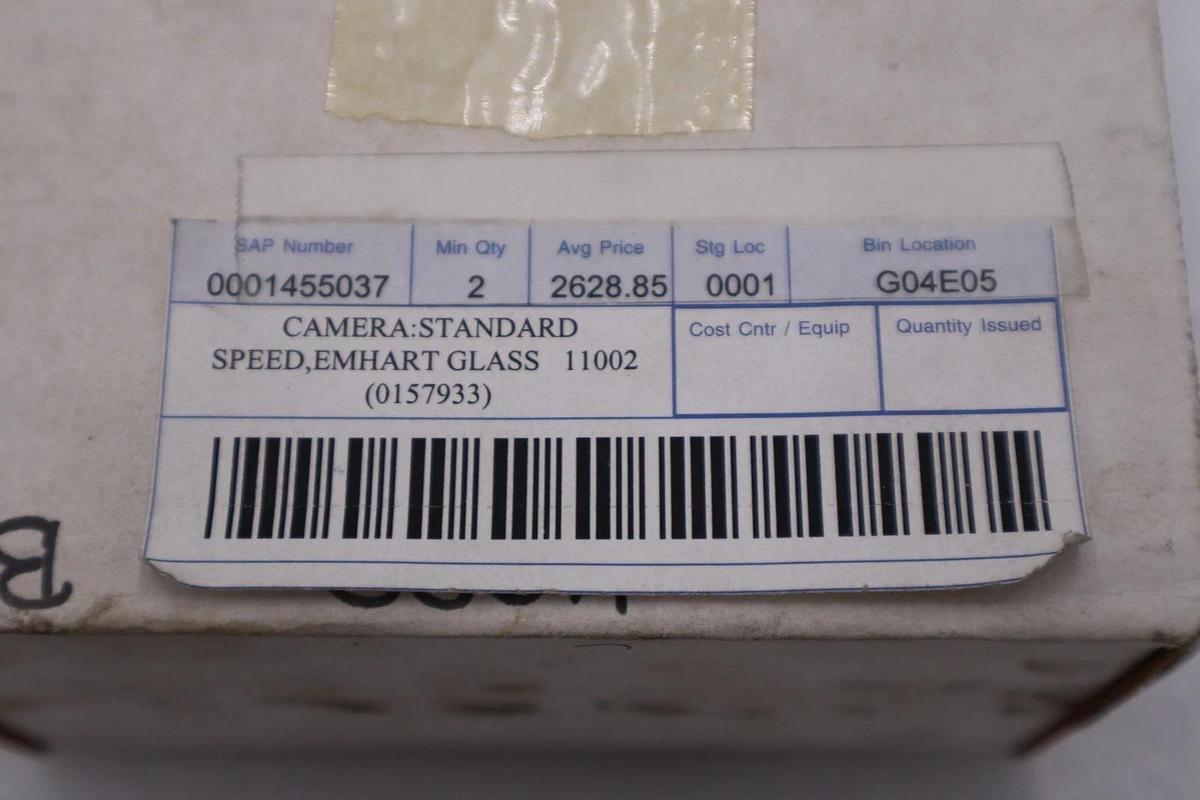 SAP Number Min Qty Avg Price Stg Loc Bin Location
0001455037 2 2628.85 0001 G04E05
CAMERA:STANDARD
SPEED,EMHART GLASS 11002
(0157933)
Cost Cntr / Equip Quantity Issued
B